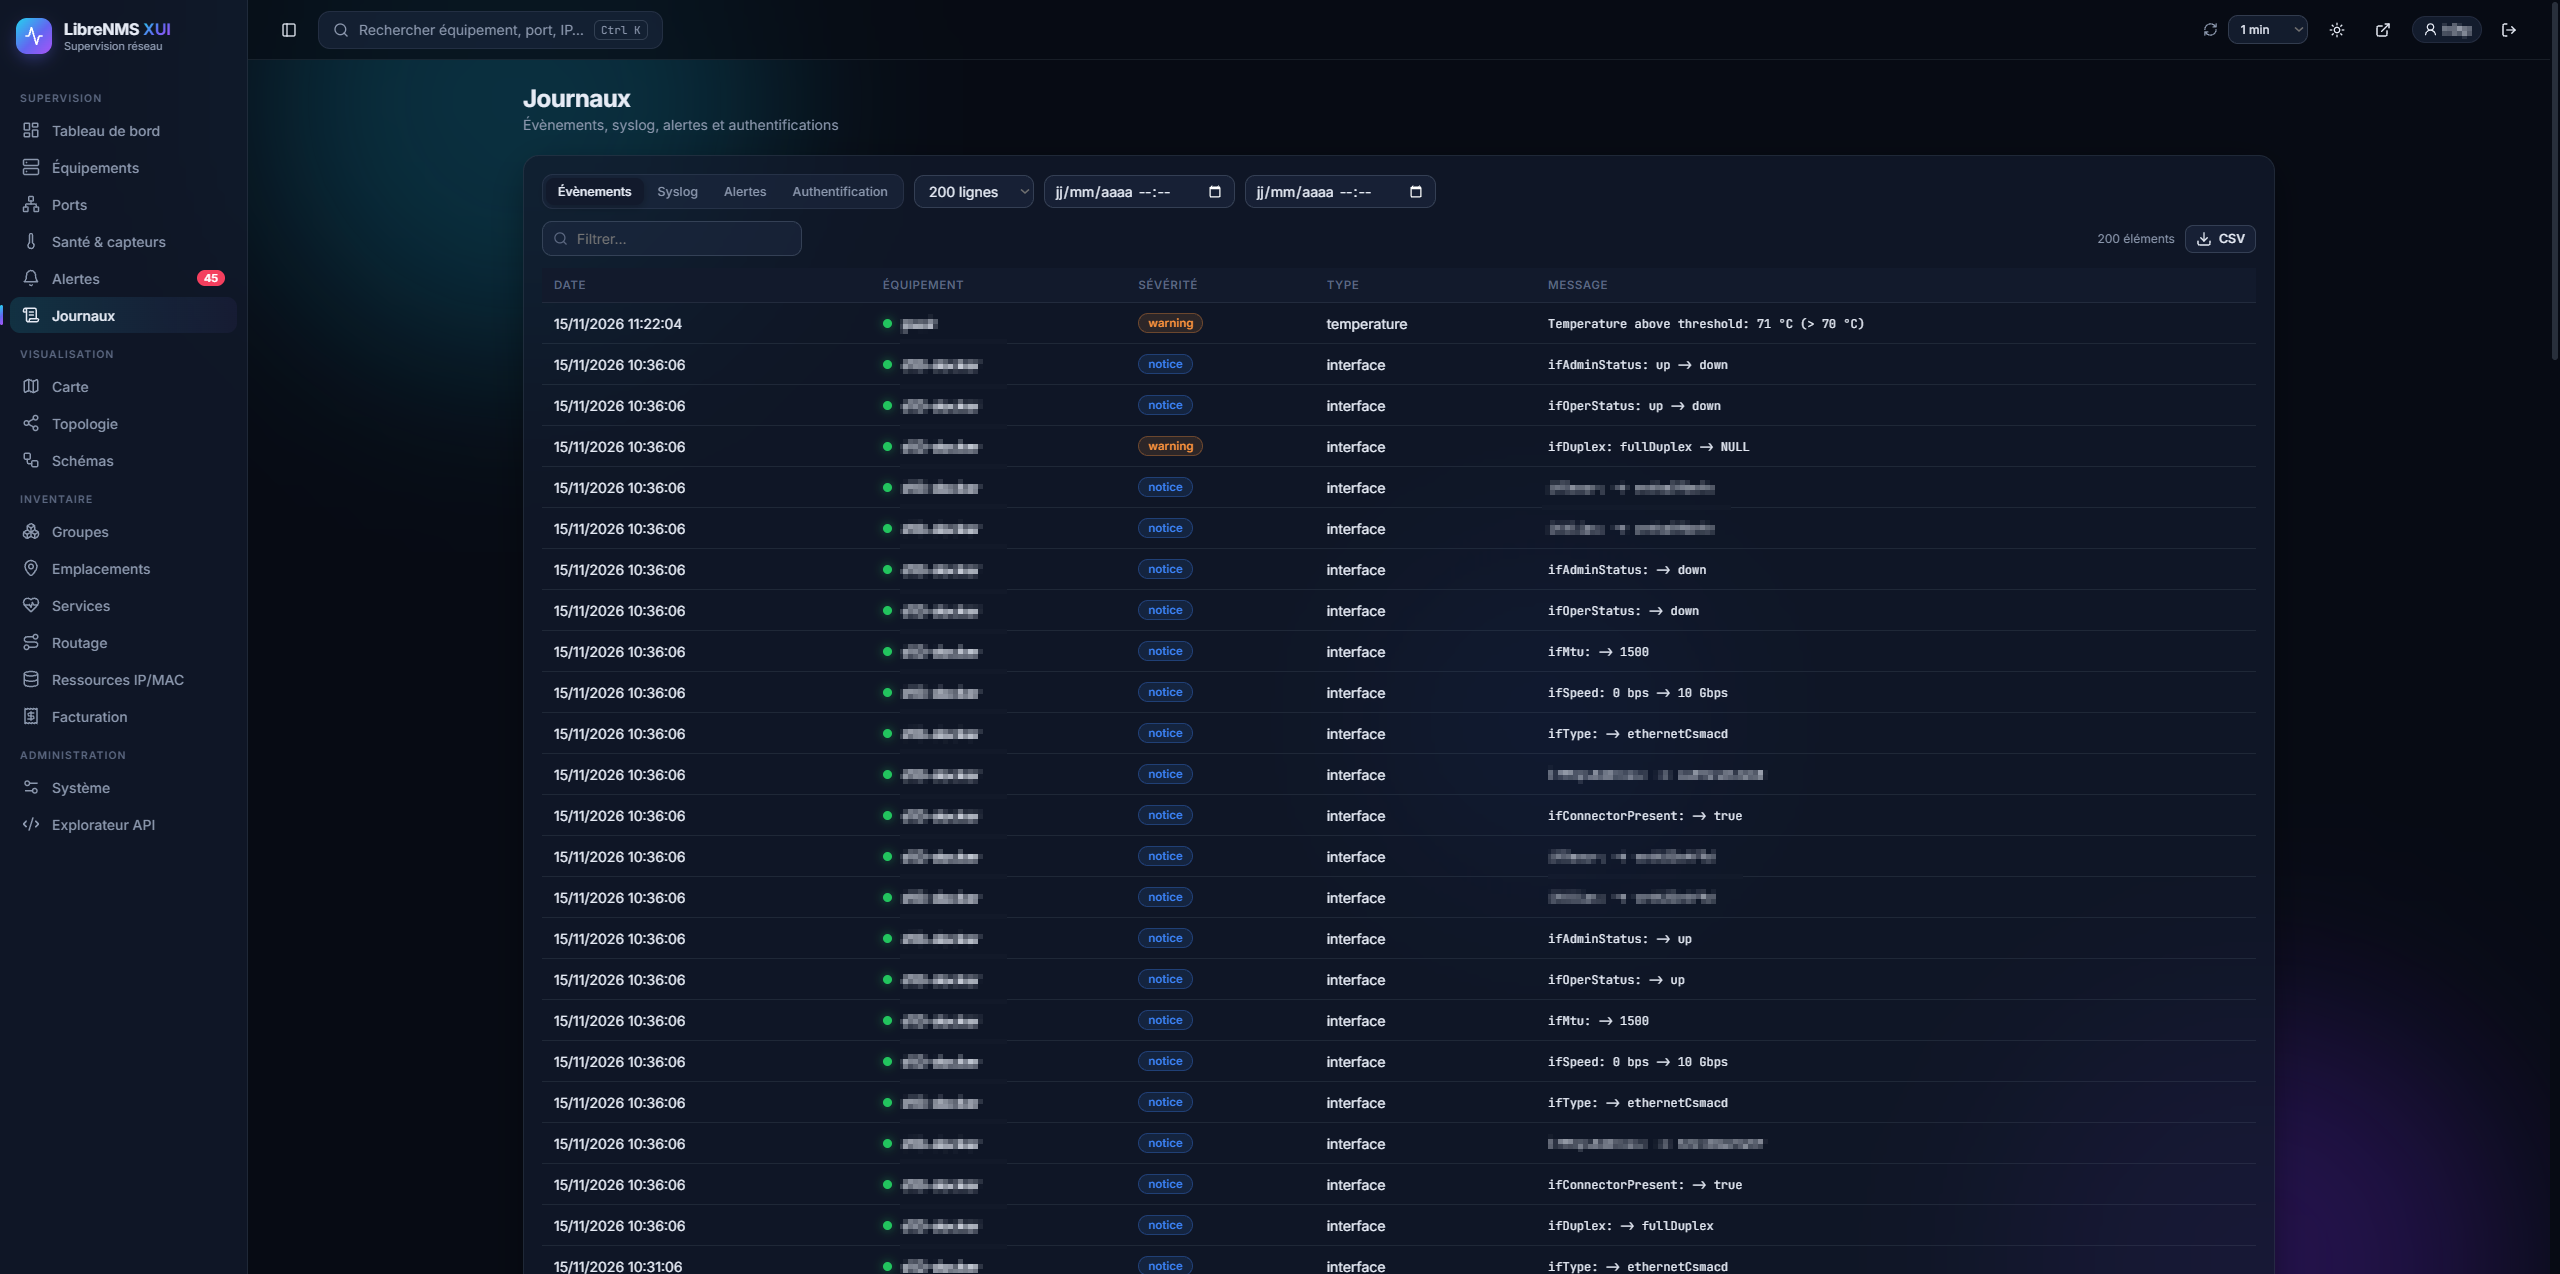 LibreNMS XUI
Supervision réseau
Rechercher équipement, port, IP... Ctrl K
1 min
SUPERVISION
Tableau de bord
Équipements
Ports
Santé & capteurs
Alertes 45
Journaux
VISUALISATION
Carte
Topologie
Schémas
INVENTAIRE
Groupes
Emplacements
Services
Routage
Ressources IP/MAC
Facturation
ADMINISTRATION
Système
Explorateur API
Journaux
Évènements, syslog, alertes et authentifications
Évènements Syslog Alertes Authentification 200 lignes jj/mm/aaaa --:-- jj/mm/aaaa --:--
Filtrer... 200 éléments CSV
DATE ÉQUIPEMENT SÉVÉRITÉ TYPE MESSAGE
15/11/2026 11:22:04 warning temperature Temperature above threshold: 71 °C (> 70 °C)
15/11/2026 10:36:06 notice interface ifAdminStatus: up → down
15/11/2026 10:36:06 notice interface ifOperStatus: up → down
15/11/2026 10:36:06 warning interface ifDuplex: fullDuplex → NULL
15/11/2026 10:36:06 notice interface
15/11/2026 10:36:06 notice interface
15/11/2026 10:36:06 notice interface ifAdminStatus: → down
15/11/2026 10:36:06 notice interface ifOperStatus: → down
15/11/2026 10:36:06 notice interface ifMtu: → 1500
15/11/2026 10:36:06 notice interface ifSpeed: 0 bps → 10 Gbps
15/11/2026 10:36:06 notice interface ifType: → ethernetCsmacd
15/11/2026 10:36:06 notice interface
15/11/2026 10:36:06 notice interface ifConnectorPresent: → true
15/11/2026 10:36:06 notice interface
15/11/2026 10:36:06 notice interface
15/11/2026 10:36:06 notice interface ifAdminStatus: → up
15/11/2026 10:36:06 notice interface ifOperStatus: → up
15/11/2026 10:36:06 notice interface ifMtu: → 1500
15/11/2026 10:36:06 notice interface ifSpeed: 0 bps → 10 Gbps
15/11/2026 10:36:06 notice interface ifType: → ethernetCsmacd
15/11/2026 10:36:06 notice interface
15/11/2026 10:36:06 notice interface ifConnectorPresent: → true
15/11/2026 10:36:06 notice interface ifDuplex: → fullDuplex
15/11/2026 10:31:06 notice interface ifType: → ethernetCsmacd